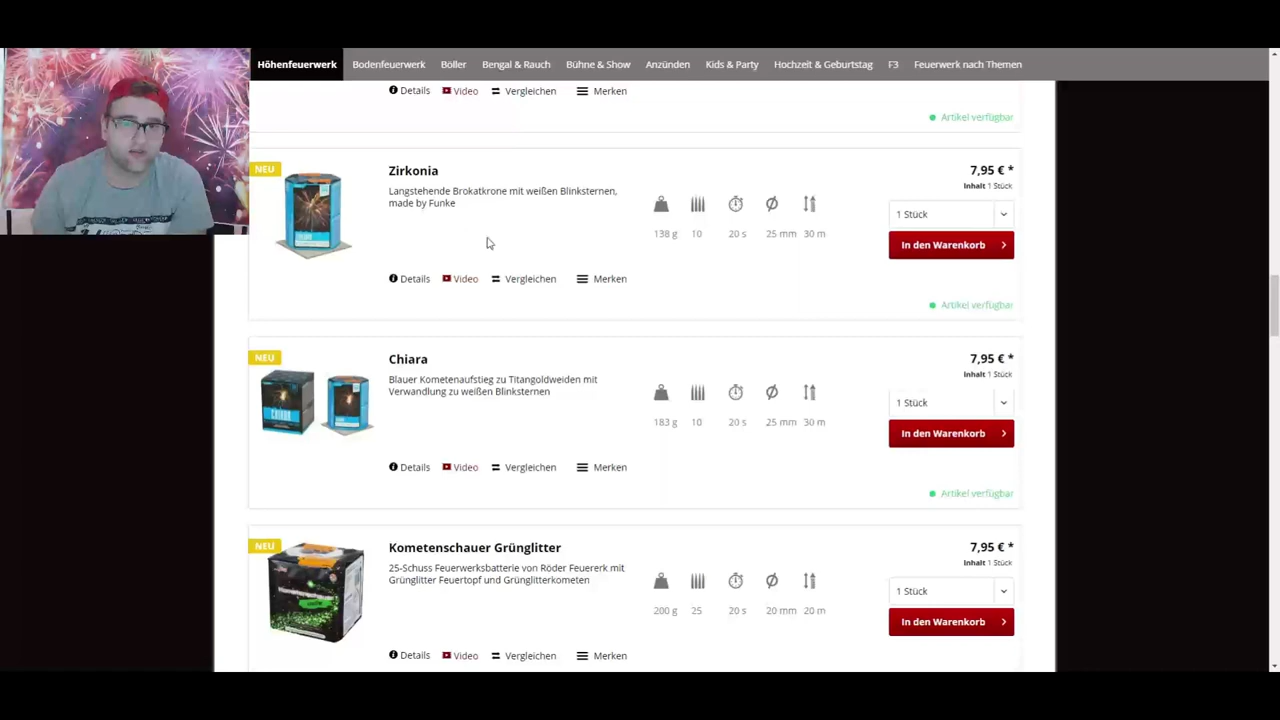 Höhenfeuerwerk Bodenfeuerwerk Böller Bengal & Rauch Bühne & Show Anzünden Kids & Party Hochzeit & Geburtstag F3 Feuerwerk nach Themen
Details Video Vergleichen Merken
Artikel verfügbar
NEU
Zirkonia
Langstehende Brokatkrone mit weißen Blinksternen,
made by Funke
138 g 10 20 s 25 mm 30 m
7,95 € *
Inhalt 1 Stück
1 Stück
In den Warenkorb
Details Video Vergleichen Merken
Artikel verfügbar
NEU
Chiara
Blauer Kometenaufstieg zu Titangoldweiden mit
Verwandlung zu weißen Blinksternen
183 g 10 20 s 25 mm 30 m
7,95 € *
Inhalt 1 Stück
1 Stück
In den Warenkorb
Details Video Vergleichen Merken
Artikel verfügbar
NEU
Kometenschauer Grünglitter
25-Schuss Feuerwerksbatterie von Röder Feuererk mit
Grünglitter Feuertopf und Grünglitterkometen
200 g 25 20 s 20 mm 20 m
7,95 € *
Inhalt 1 Stück
1 Stück
In den Warenkorb
Details Video Vergleichen Merken